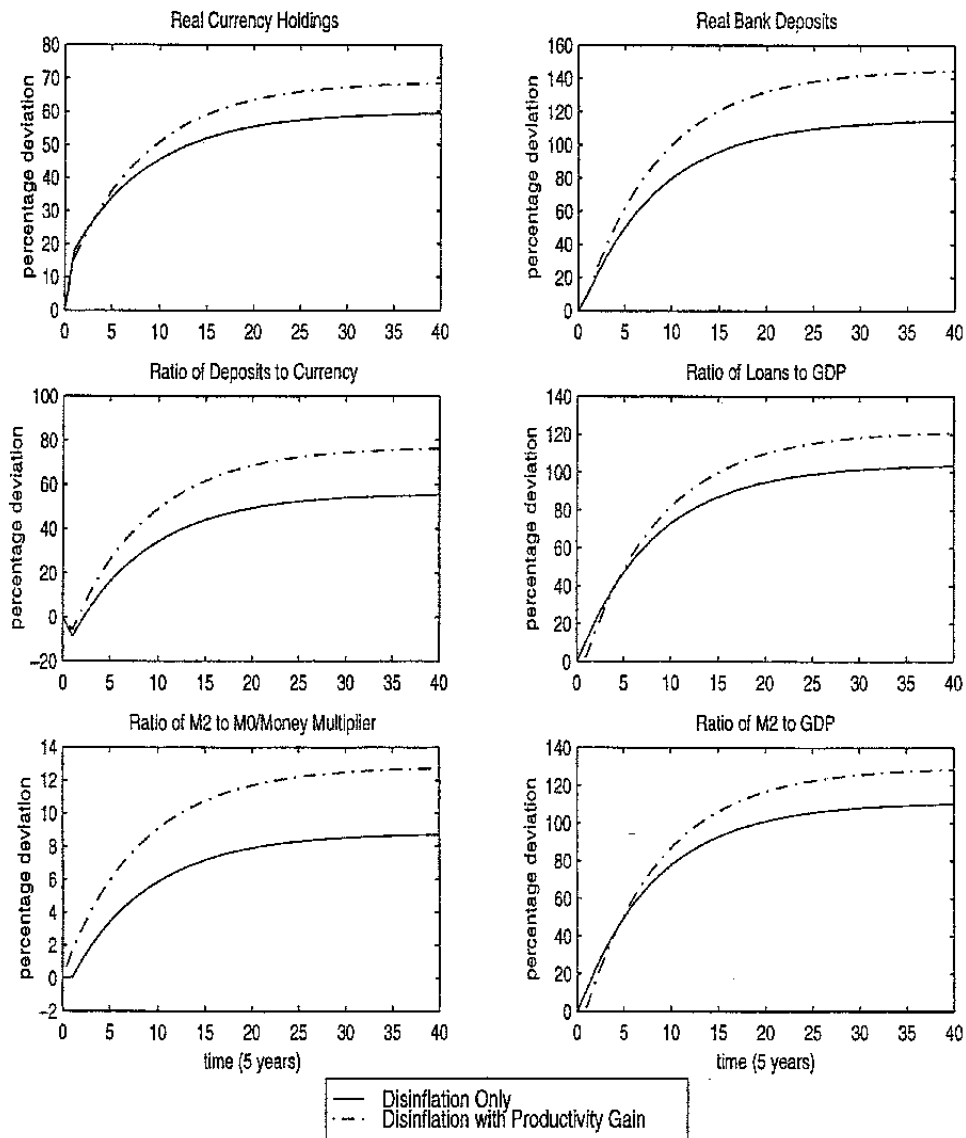 Real Currency Holdings
80
70
60
50
40
30
20
10
0
0 5 10 15 20 25 30 35 40
percentage deviation
Real Bank Deposits
160
140
120
100
80
60
40
20
0
0 5 10 15 20 25 30 35 40
percentage deviation
Ratio of Deposits to Currency
100
80
60
40
20
0
−20
0 5 10 15 20 25 30 35 40
percentage deviation
Ratio of Loans to GDP
120
100
80
60
40
20
0
0 5 10 15 20 25 30 35 40
percentage deviation
Ratio of M2 to M0/Money Multiplier
14
12
10
8
6
4
2
0
−2
0 5 10 15 20 25 30 35 40
percentage deviation
time (5 years)
Ratio of M2 to GDP
120
100
80
60
40
20
0
0 5 10 15 20 25 30 35 40
percentage deviation
time (5 years)
Disinflation Only
Disinflation with Productivity Gain